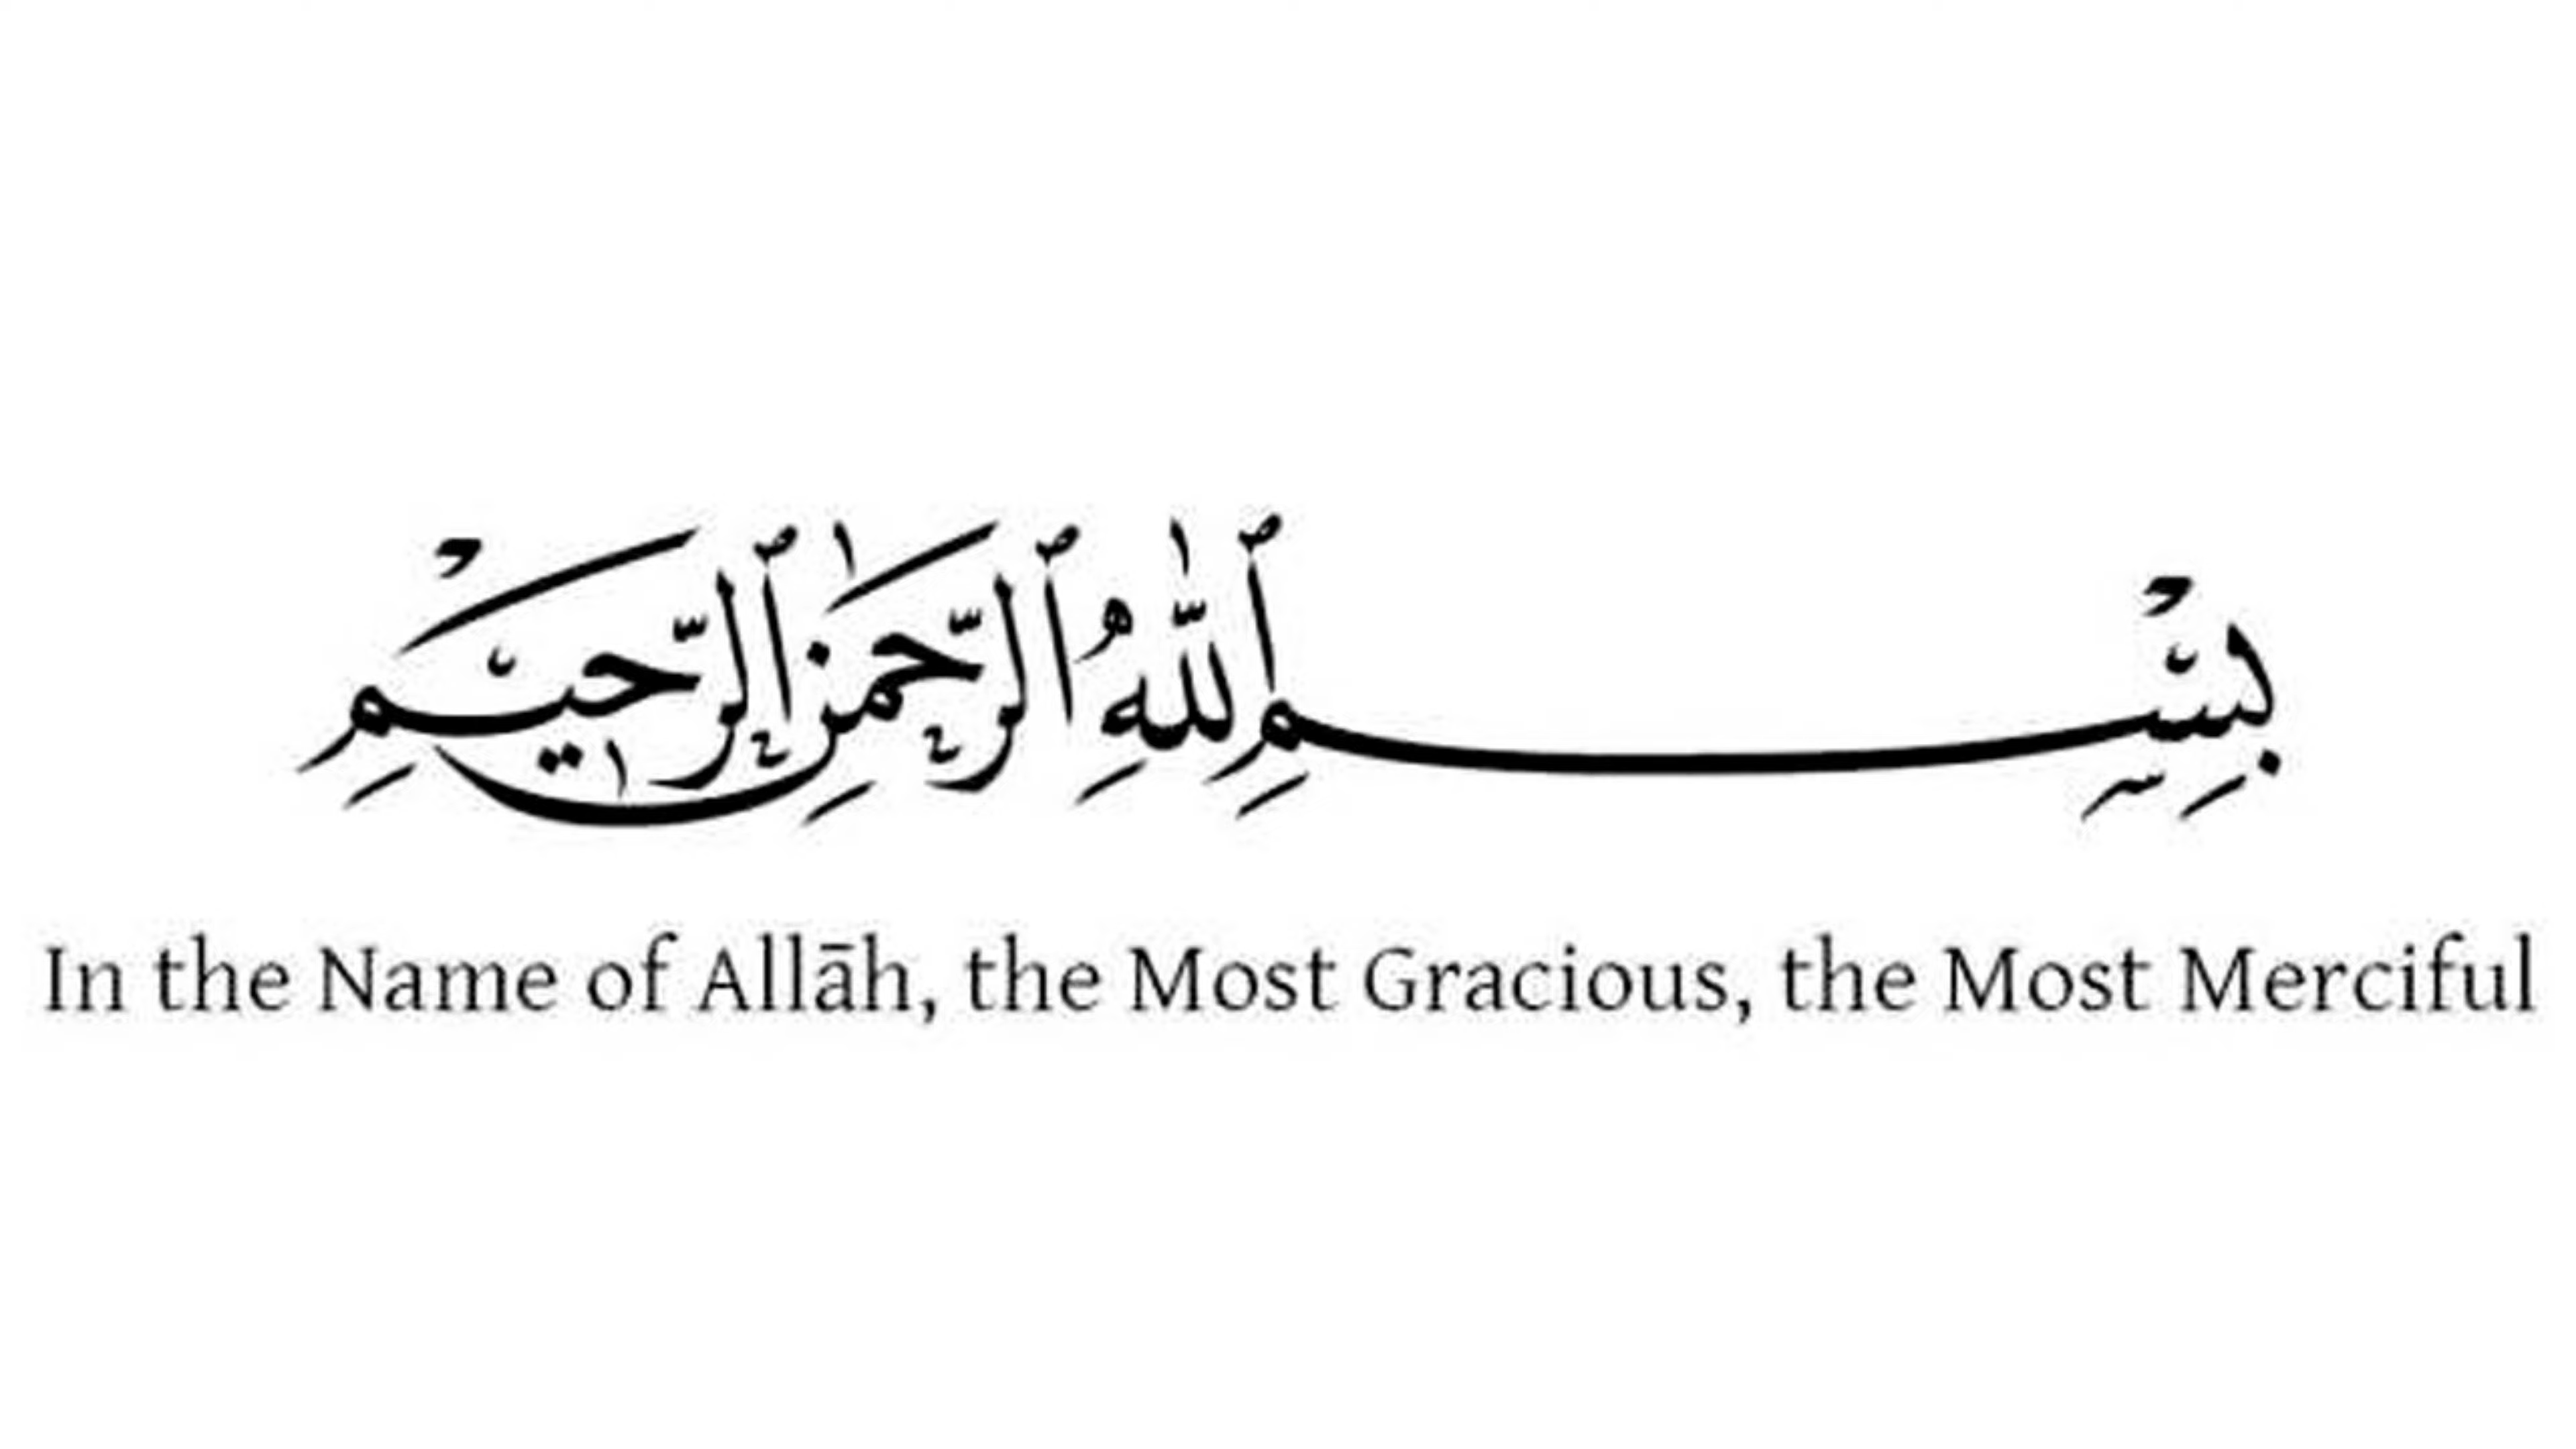 بِسْمِ ٱللَّٰهِ ٱلرَّحْمَٰنِ ٱلرَّحِيمِ
In the Name of Allāh, the Most Gracious, the Most Merciful